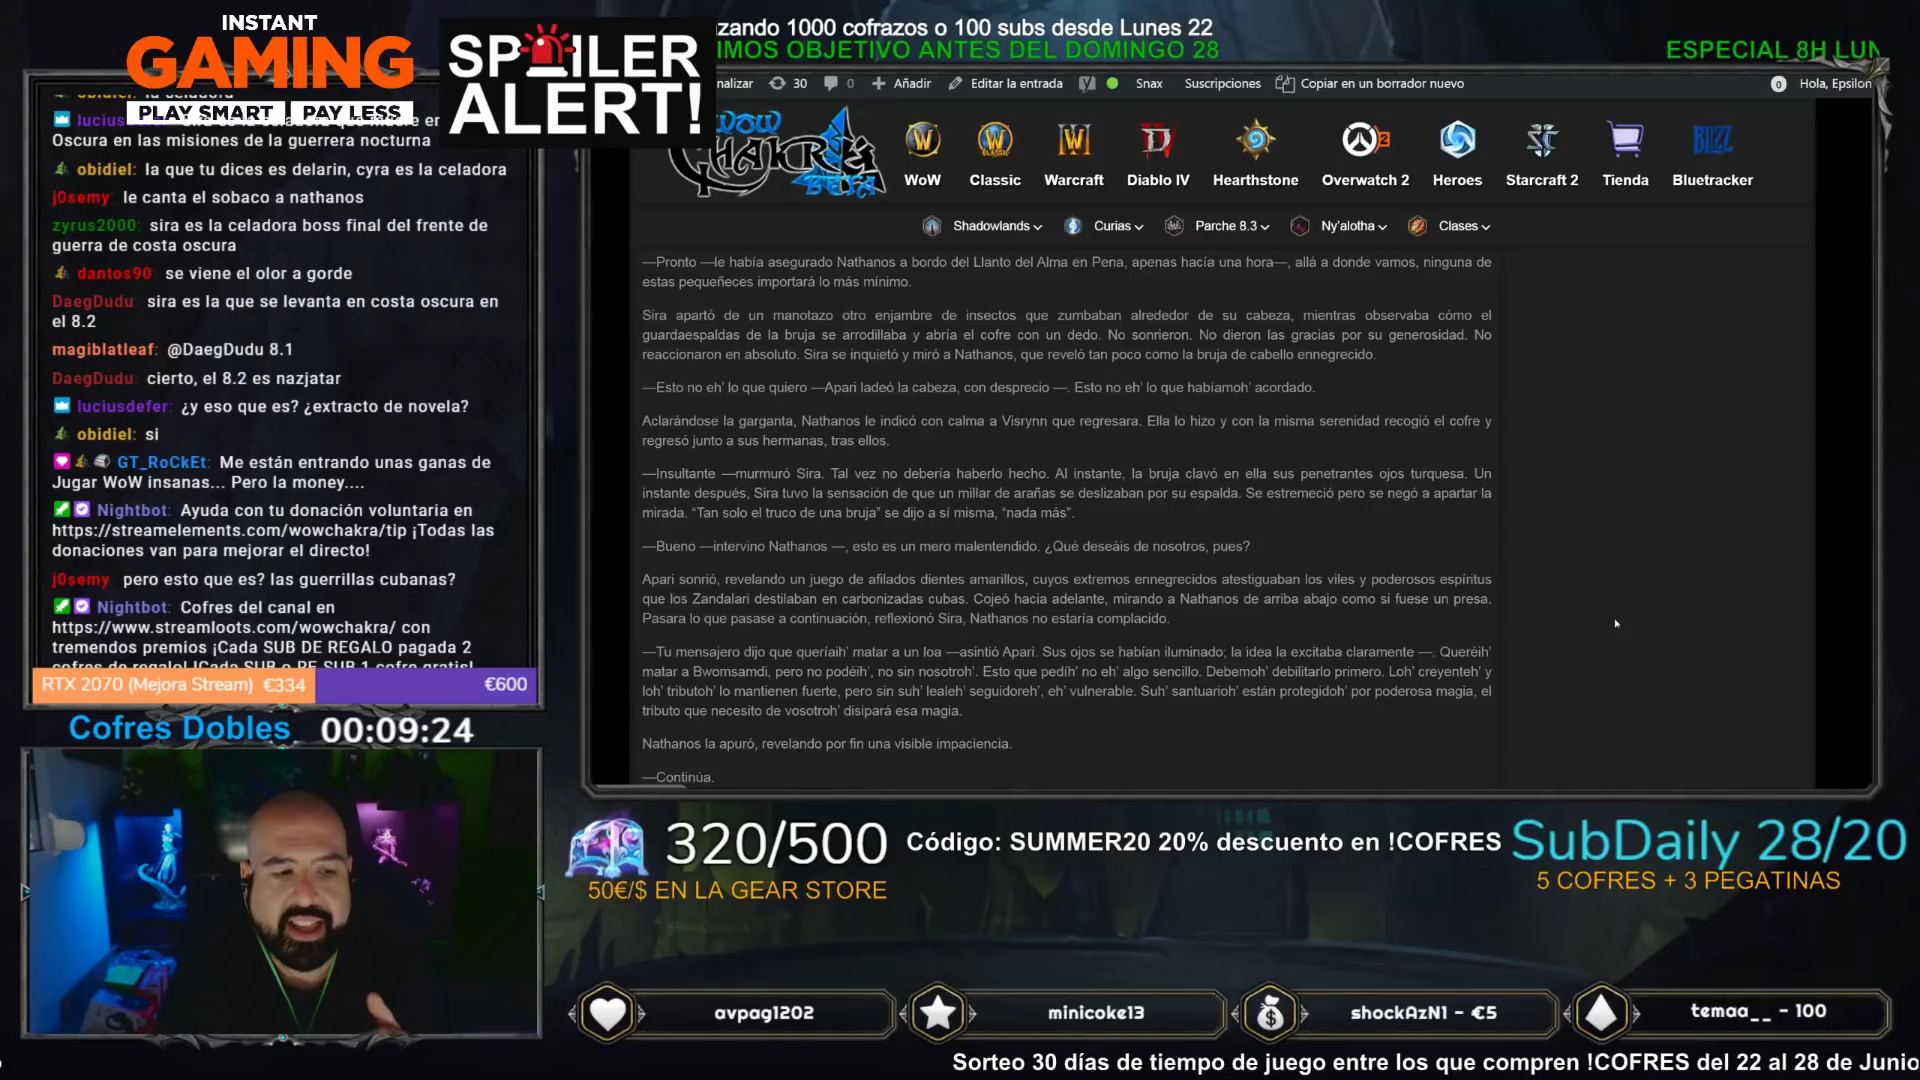 INSTANT
GAMING
PLAY SMART PAY LESS
SPOILER
ALERT!
zando 1000 cofrazos o 100 subs desde Lunes 22
IMOS OBJETIVO ANTES DEL DOMINGO 28
ESPECIAL 8H LUN
nalizar 30 0 Añadir Editar la entrada Snax Suscripciones Copiar en un borrador nuevo 0 Hola, Epsilon
WOW
CHAKRA
BETA
WoW Classic Warcraft Diablo IV Hearthstone Overwatch 2 Heroes Starcraft 2 Tienda Bluetracker
BLIZZ
Shadowlands Curias Parche 8.3 Ny'alotha Clases
Oscura en las misiones de la guerrera nocturna
obidiel: la que tu dices es delarin, cyra es la celadora
j0semy le canta el sobaco a nathanos
zyrus2000: sira es la celadora boss final del frente de
guerra de costa oscura
dantos90 se viene el olor a gorde
DaegDudu: sira es la que se levanta en costa oscura en
el 8.2
magiblatleaf: @DaegDudu 8.1
DaegDudu: cierto, el 8.2 es nazjatar
luciusdefer: ¿y eso que es? ¿extracto de novela?
obidiel: si
GT_RoCkEt: Me están entrando unas ganas de
Jugar WoW insanas... Pero la money....
Nightbot: Ayuda con tu donación voluntaria en
https://streamelements.com/wowchakra/tip ¡Todas las
donaciones van para mejorar el directo!
j0semy pero esto que es? las guerrillas cubanas?
Nightbot: Cofres del canal en
https://www.streamloots.com/wowchakra/ con
tremendos premios ¡Cada SUB DE REGALO pagada 2
cofres de regalo! ¡Cada SUB o RE SUB 1 cofre gratis!
RTX 2070 (Mejora Stream) €334 €600
Cofres Dobles 00:09:24
—Pronto —le había asegurado Nathanos a bordo del Llanto del Alma en Pena, apenas hacía una hora—, allá a donde vamos, ninguna de
estas pequeñeces importará lo más mínimo.
Sira apartó de un manotazo otro enjambre de insectos que zumbaban alrededor de su cabeza, mientras observaba cómo el
guardaespaldas de la bruja se arrodillaba y abría el cofre con un dedo. No sonrieron. No dieron las gracias por su generosidad. No
reaccionaron en absoluto. Sira se inquietó y miró a Nathanos, que reveló tan poco como la bruja de cabello ennegrecido.
—Esto no eh' lo que quiero —Apari ladeó la cabeza, con desprecio —. Esto no eh' lo que habíamoh' acordado.
Aclarándose la garganta, Nathanos le indicó con calma a Visrynn que regresara. Ella lo hizo y con la misma serenidad recogió el cofre y
regresó junto a sus hermanas, tras ellos.
—Insultante —murmuró Sira. Tal vez no debería haberlo hecho. Al instante, la bruja clavó en ella sus penetrantes ojos turquesa. Un
instante después, Sira tuvo la sensación de que un millar de arañas se deslizaban por su espalda. Se estremeció pero se negó a apartar la
mirada. “Tan solo el truco de una bruja” se dijo a sí misma, “nada más”.
—Bueno —intervino Nathanos —, esto es un mero malentendido. ¿Qué deseáis de nosotros, pues?
Apari sonrió, revelando un juego de afilados dientes amarillos, cuyos extremos ennegrecidos atestiguaban los viles y poderosos espíritus
que los Zandalari destilaban en carbonizadas cubas. Cojeó hacia adelante, mirando a Nathanos de arriba abajo como si fuese un presa.
Pasara lo que pasase a continuación, reflexionó Sira, Nathanos no estaría complacido.
—Tu mensajero dijo que queríaih' matar a un loa —asintió Apari. Sus ojos se habían iluminado; la idea la excitaba claramente —. Queréih'
matar a Bwomsamdi, pero no podéih', no sin nosotroh'. Esto que pedíh' no eh' algo sencillo. Debemoh' debilitarlo primero. Loh' creyenteh' y
loh' tributoh' lo mantienen fuerte, pero sin suh' lealeh' seguidoreh', eh' vulnerable. Suh' santuarioh' están protegidoh' por poderosa magia, el
tributo que necesito de vosotroh' disipará esa magia.
Nathanos la apuró, revelando por fin una visible impaciencia.
—Continúa.
320/500
50€/$ EN LA GEAR STORE
Código: SUMMER20 20% descuento en !COFRES
SubDaily 28/20
5 COFRES + 3 PEGATINAS
avpag1202 minicoke13 shockAzN1 - €5 temaa__ - 100
Sorteo 30 días de tiempo de juego entre los que compren !COFRES del 22 al 28 de Junio